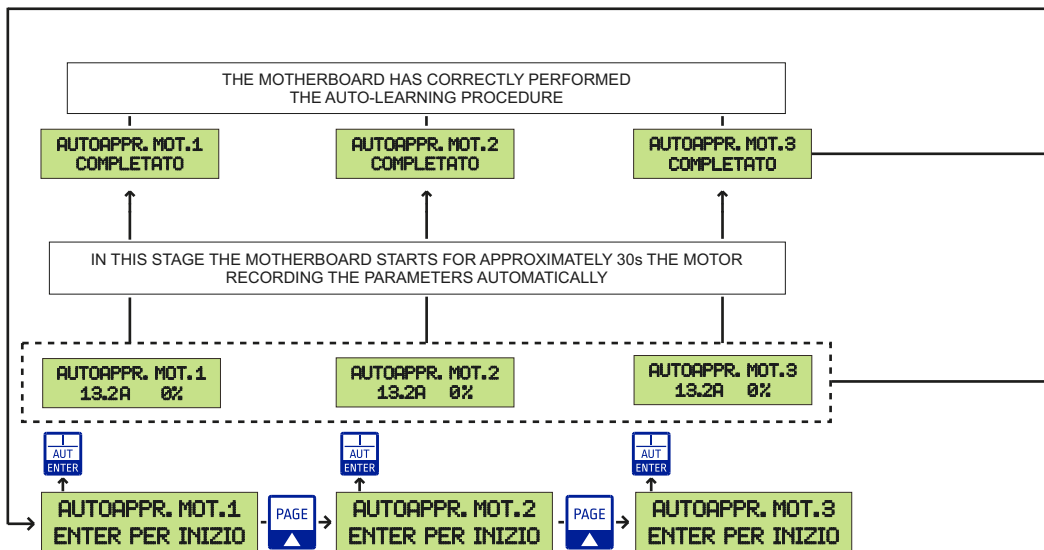 THE MOTHERBOARD HAS CORRECTLY PERFORMED
THE AUTO-LEARNING PROCEDURE
AUTOAPPR. MOT.1
COMPLETATO
AUTOAPPR. MOT.2
COMPLETATO
AUTOAPPR. MOT.3
COMPLETATO
IN THIS STAGE THE MOTHERBOARD STARTS FOR APPROXIMATELY 30s THE MOTOR
RECORDING THE PARAMETERS AUTOMATICALLY
AUTOAPPR. MOT.1
13.2A 0%
AUTOAPPR. MOT.2
13.2A 0%
AUTOAPPR. MOT.3
13.2A 0%
I
AUT
ENTER
I
AUT
ENTER
I
AUT
ENTER
AUTOAPPR. MOT.1
ENTER PER INIZIO
PAGE
AUTOAPPR. MOT.2
ENTER PER INIZIO
PAGE
AUTOAPPR. MOT.3
ENTER PER INIZIO